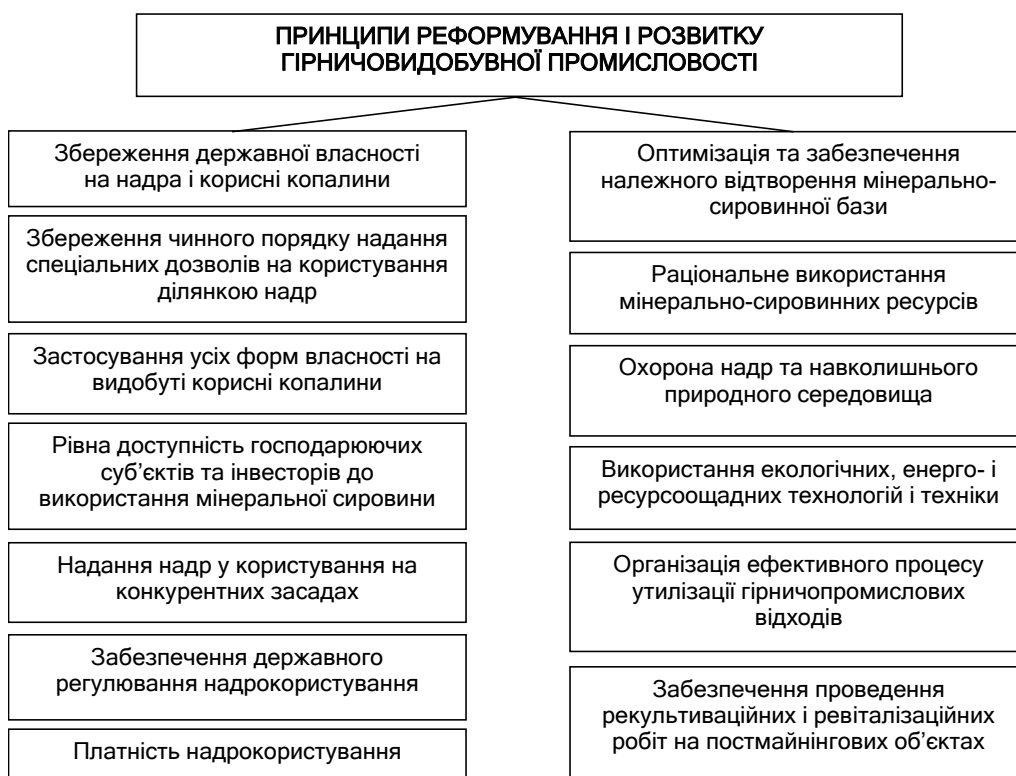 ПРИНЦИПИ РЕФОРМУВАННЯ І РОЗВИТКУ
ГІРНИЧОВИДОБУВНОЇ ПРОМИСЛОВОСТІ
Збереження державної власності
на надра і корисні копалини
Збереження чинного порядку надання
спеціальних дозволів на користування
ділянкою надр
Застосування усіх форм власності на
видобуті корисні копалини
Рівна доступність господарюючих
суб’єктів та інвесторів до
використання мінеральної сировини
Надання надр у користування на
конкурентних засадах
Забезпечення державного
регулювання надрокористування
Платність надрокористування
Оптимізація та забезпечення
належного відтворення мінерально-
сировинної бази
Раціональне використання
мінерально-сировинних ресурсів
Охорона надр та навколишнього
природного середовища
Використання екологічних, енерго- і
ресурсоощадних технологій і техніки
Організація ефективного процесу
утилізації гірничопромислових
відходів
Забезпечення проведення
рекультиваційних і ревіталізаційних
робіт на постмайнінгових об’єктах